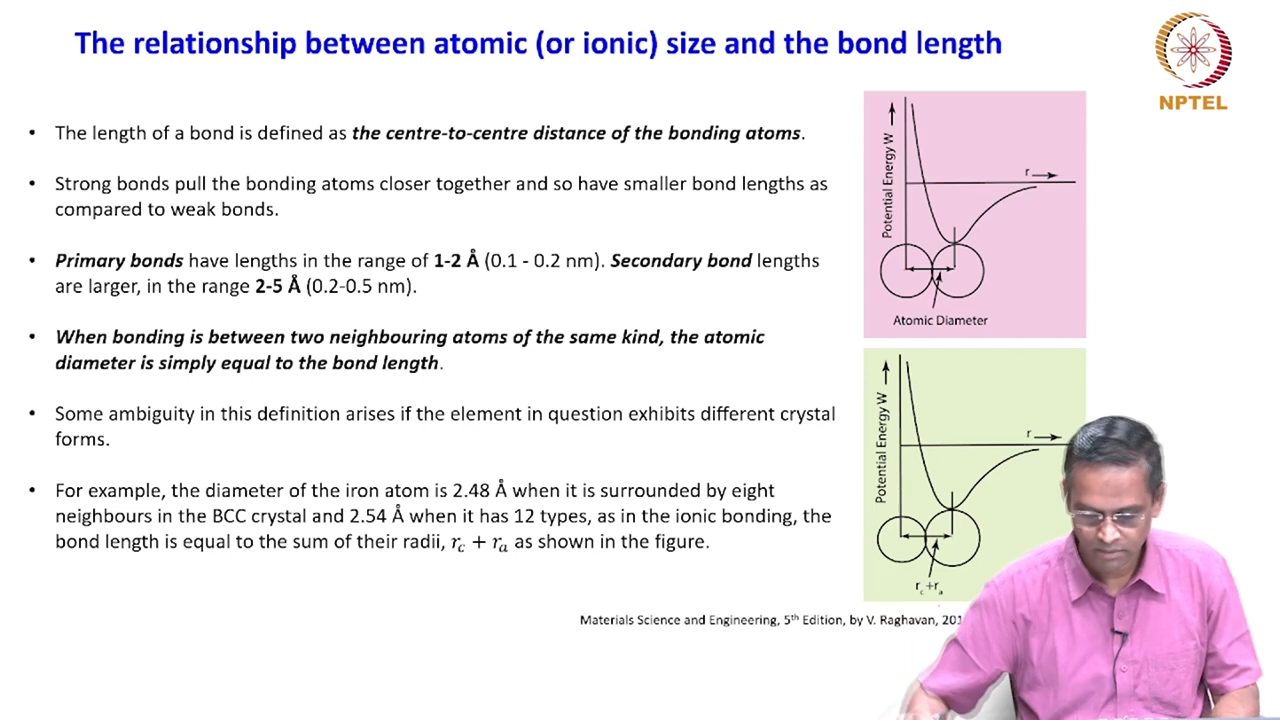 The relationship between atomic (or ionic) size and the bond length
NPTEL
• The length of a bond is defined as the centre-to-centre distance of the bonding atoms.
• Strong bonds pull the bonding atoms closer together and so have smaller bond lengths as
compared to weak bonds.
• Primary bonds have lengths in the range of 1-2 Å (0.1 - 0.2 nm). Secondary bond lengths
are larger, in the range 2-5 Å (0.2-0.5 nm).
• When bonding is between two neighbouring atoms of the same kind, the atomic
diameter is simply equal to the bond length.
• Some ambiguity in this definition arises if the element in question exhibits different crystal
forms.
• For example, the diameter of the iron atom is 2.48 Å when it is surrounded by eight
neighbours in the BCC crystal and 2.54 Å when it has 12 types, as in the ionic bonding, the
bond length is equal to the sum of their radii, r_c + r_a as shown in the figure.
Potential Energy W
r
Atomic Diameter
Potential Energy W
r
r_c+r_a
Materials Science and Engineering, 5th Edition, by V. Raghavan, 201